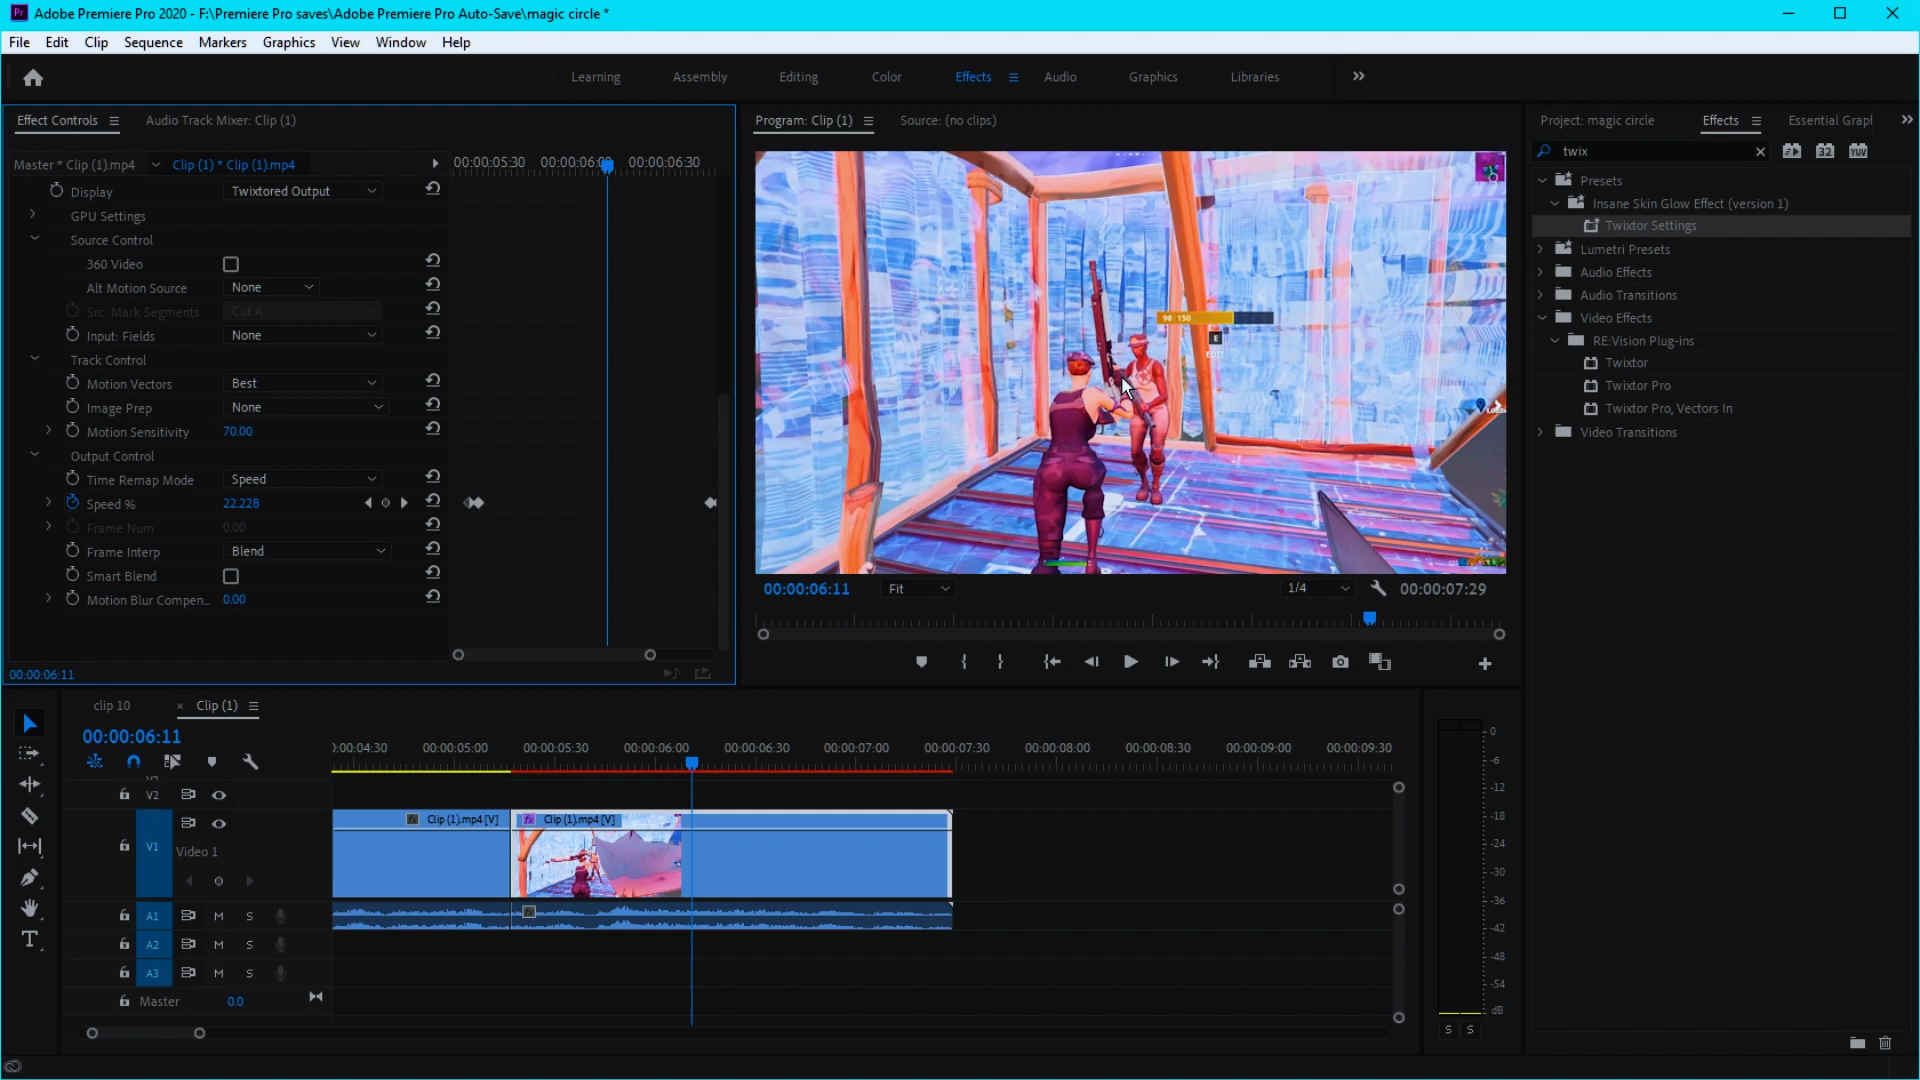 Pr Adobe Premiere Pro 2020 - F:\Premiere Pro saves\Adobe Premiere Pro Auto-Save\magic circle *
File Edit Clip Sequence Markers Graphics View Window Help
Learning Assembly Editing Color Effects Audio Graphics Libraries
Effect Controls Audio Track Mixer: Clip (1)
Master * Clip (1).mp4 Clip (1) * Clip (1).mp4
00:00:05:30 00:00:06:00 00:00:06:30
Display Twixtored Output
GPU Settings
Source Control
360 Video
Alt Motion Source None
Src: Mark Segments Cut A
Input: Fields None
Track Control
Motion Vectors Best
Image Prep None
Motion Sensitivity 70.00
Output Control
Time Remap Mode Speed
Speed % 22.228
Frame Num 0.00
Frame Interp Blend
Smart Blend
Motion Blur Compen... 0.00
00:00:06:11
Program: Clip (1) Source: (no clips)
98 150
E
EDIT
00:00:06:11 Fit 1/4 00:00:07:29
Project: magic circle Effects Essential Grapl
twix 32 YUV
Presets
Insane Skin Glow Effect (version 1)
Twixtor Settings
Lumetri Presets
Audio Effects
Audio Transitions
Video Effects
RE:Vision Plug-ins
Twixtor
Twixtor Pro
Twixtor Pro, Vectors In
Video Transitions
clip 10 × Clip (1)
00:00:06:11
0:00:04:30 00:00:05:00 00:00:05:30 00:00:06:00 00:00:06:30 00:00:07:00 00:00:07:30 00:00:08:00 00:00:08:30 00:00:09:00 00:00:09:30
V2
V1 Video 1
fx Clip (1).mp4 [V] fx Clip (1).mp4 [V]
A1 M S
A2 M S
A3 M S
Master 0.0
0
-6
-12
-18
-24
-30
-36
-42
-48
-54
dB
S S